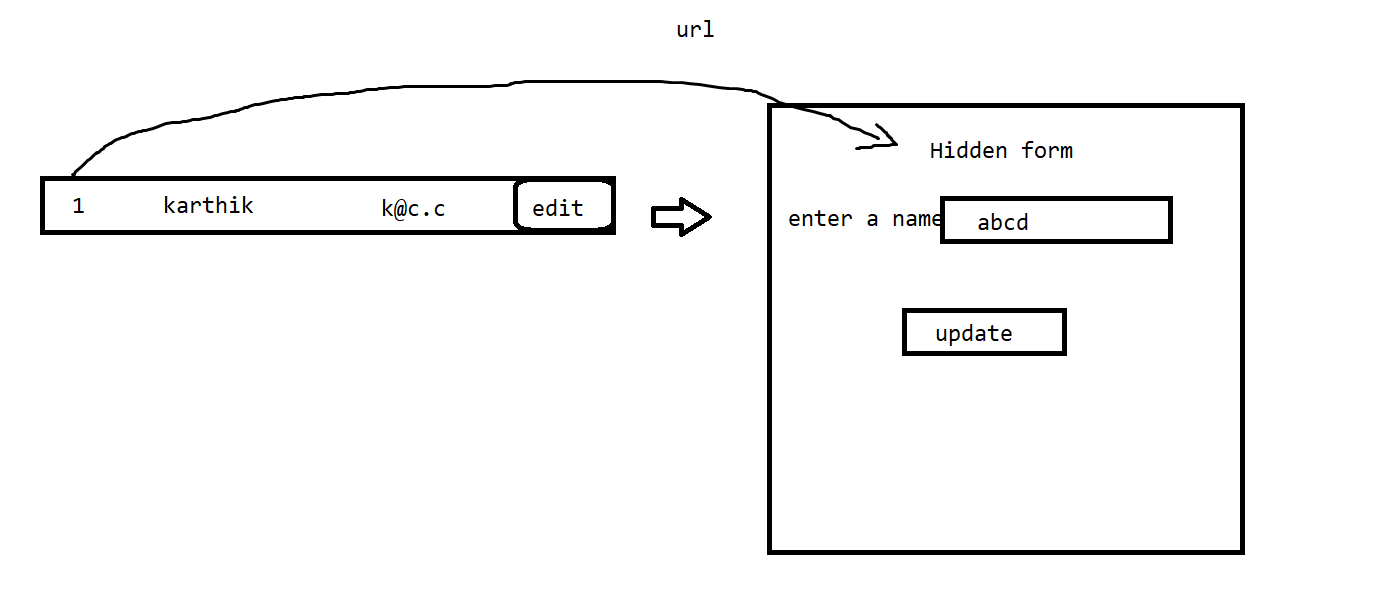 url
Hidden form
1 karthik k@c.c edit
enter a name abcd
update